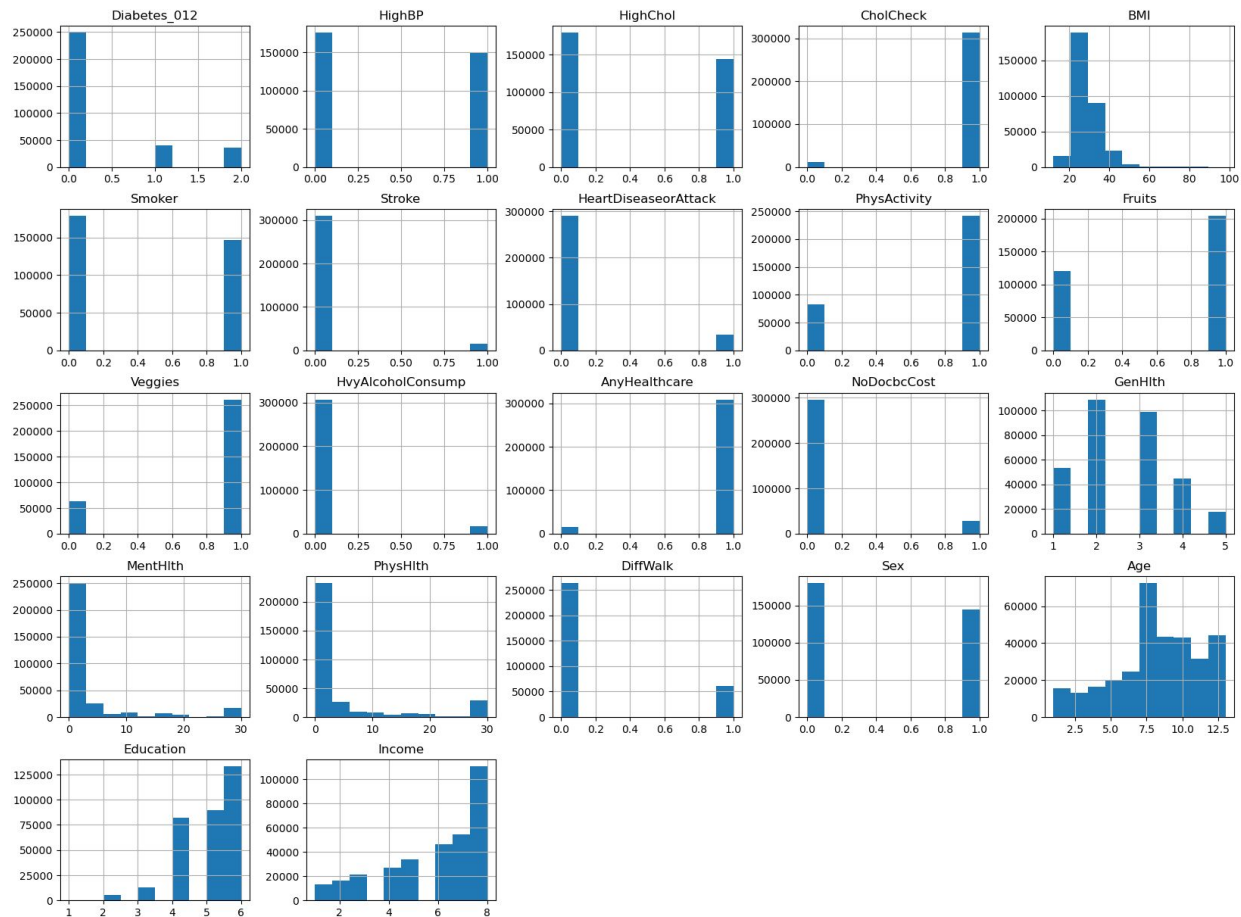 Diabetes_012
250000
200000
150000
100000
50000
0
0.0 0.5 1.0 1.5 2.0
HighBP
150000
100000
50000
0
0.00 0.25 0.50 0.75 1.00
HighChol
150000
100000
50000
0
0.0 0.2 0.4 0.6 0.8 1.0
CholCheck
300000
200000
100000
0
0.00 0.25 0.50 0.75 1.00
BMI
150000
100000
50000
0
20 40 60 80 100
Smoker
150000
100000
50000
0
0.0 0.2 0.4 0.6 0.8 1.0
Stroke
300000
200000
100000
0
0.0 0.2 0.4 0.6 0.8 1.0
HeartDiseaseorAttack
300000
200000
100000
0
0.0 0.2 0.4 0.6 0.8 1.0
PhysActivity
250000
200000
150000
100000
50000
0
0.0 0.2 0.4 0.6 0.8 1.0
Fruits
200000
150000
100000
50000
0
0.0 0.2 0.4 0.6 0.8 1.0
Veggies
250000
200000
150000
100000
50000
0
0.0 0.2 0.4 0.6 0.8 1.0
HvyAlcoholConsump
300000
200000
100000
0
0.00 0.25 0.50 0.75 1.00
AnyHealthcare
300000
200000
100000
0
0.0 0.2 0.4 0.6 0.8 1.0
NoDocbcCost
300000
200000
100000
0
0.00 0.25 0.50 0.75 1.00
GenHlth
100000
80000
60000
40000
20000
0
1 2 3 4 5
MentHlth
250000
200000
150000
100000
50000
0
0 10 20 30
PhysHlth
200000
150000
100000
50000
0
0 10 20 30
DiffWalk
250000
200000
150000
100000
50000
0
0.0 0.2 0.4 0.6 0.8 1.0
Sex
150000
100000
50000
0
0.0 0.2 0.4 0.6 0.8 1.0
Age
60000
40000
20000
0
2.5 5.0 7.5 10.0 12.5
Education
125000
100000
75000
50000
25000
0
1 2 3 4 5 6
Income
100000
80000
60000
40000
20000
0
2 4 6 8